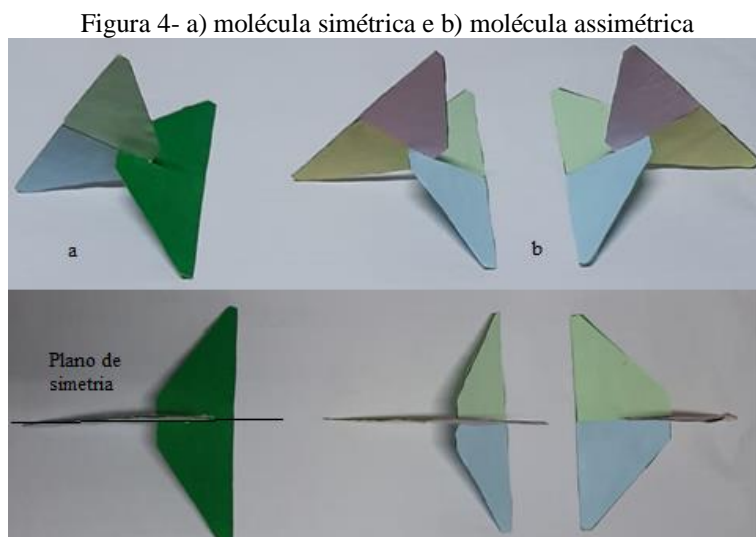 Figura 4- a) molécula simétrica e b) molécula assimétrica
a
b
Plano de
simetria